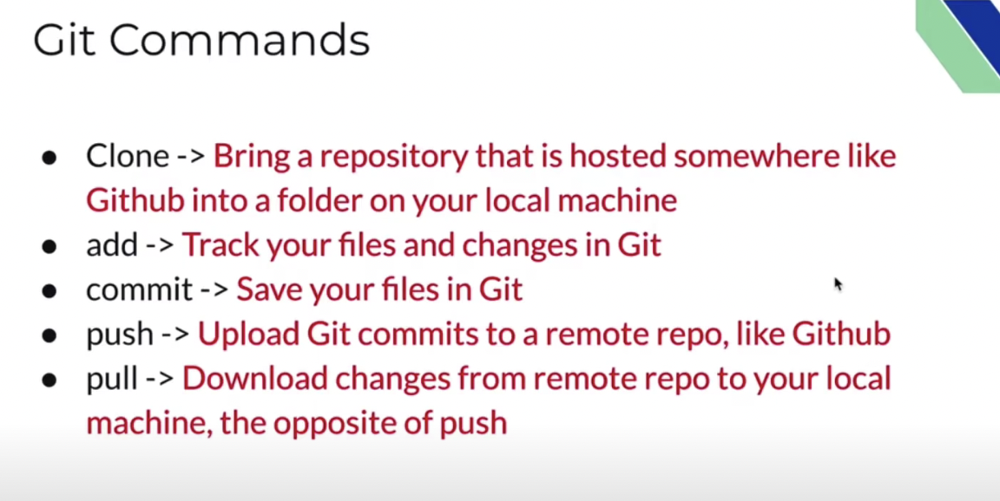 Git Commands
● Clone -> Bring a repository that is hosted somewhere like
Github into a folder on your local machine
● add -> Track your files and changes in Git
● commit -> Save your files in Git
● push -> Upload Git commits to a remote repo, like Github
● pull -> Download changes from remote repo to your local
machine, the opposite of push